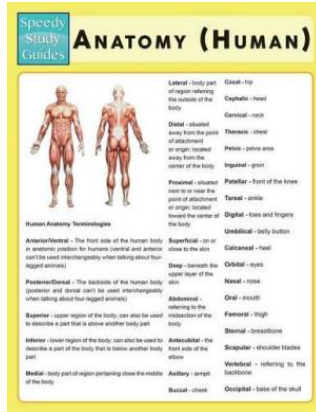 Speedy
Study
Guides
ANATOMY (HUMAN)
Human Anatomy Terminologies
Anterior/Ventral - The front side of the human body
in anatomic position for humans (ventral and anterior
can't be used interchangeably when talking about four-
legged animals)
Posterior/Dorsal - The backside of the human body
(posterior and dorsal can't be used interchangeably
when talking about four-legged animals)
Superior - upper region of the body; can also be used
to describe a part that is above another body part
Inferior - lower region of the body; can also be used to
describe a part of the body that is below another body
part
Medial - body part of region pertaining close the middle
of the body
Lateral - body part
of region referring
the outside of the
body
Distal - situated
away from the point
of attachment
or origin; located
away from the
center of the body
Proximal - situated
next to or near the
point of attachment
or origin; located
toward the center of
the body
Superficial - on or
close to the skin
Deep - beneath the
upper layer of the
skin
Abdominal -
referring to the
midsection of the
body
Antecubital - the
front side of the
elbow
Axillary - armpit
Buccal - cheek
Coxal - hip
Cephalic - head
Cervical - neck
Thoracic - chest
Pelvic - pelvis area
Inguinal - groin
Patellar - front of the knee
Tarsal - ankle
Digital - toes and fingers
Umbilical - belly button
Calcaneal - heel
Orbital - eyes
Nasal - nose
Oral - mouth
Femoral - thigh
Sternal - breastbone
Scapular - shoulder blades
Vertebral - referring to the
backbone
Occipital - base of the skull